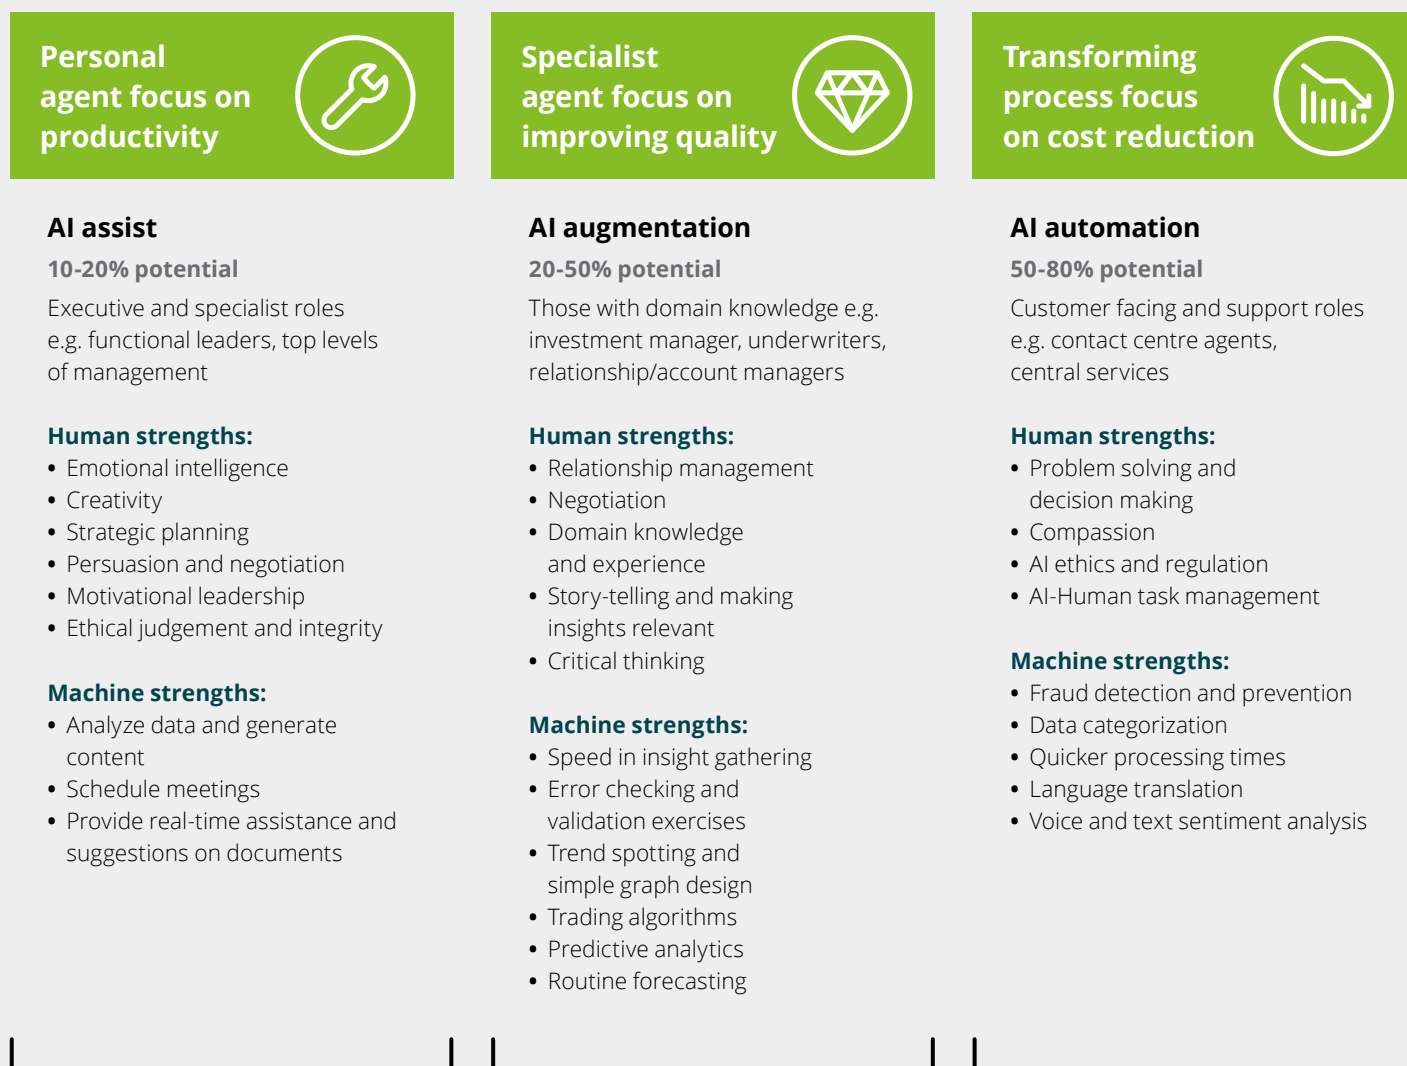 Personal
agent focus on
productivity
AI assist
10-20% potential
Executive and specialist roles
e.g. functional leaders, top levels
of management
Human strengths:
• Emotional intelligence
• Creativity
• Strategic planning
• Persuasion and negotiation
• Motivational leadership
• Ethical judgement and integrity
Machine strengths:
• Analyze data and generate
content
• Schedule meetings
• Provide real-time assistance and
suggestions on documents
Specialist
agent focus on
improving quality
AI augmentation
20-50% potential
Those with domain knowledge e.g.
investment manager, underwriters,
relationship/account managers
Human strengths:
• Relationship management
• Negotiation
• Domain knowledge
and experience
• Story-telling and making
insights relevant
• Critical thinking
Machine strengths:
• Speed in insight gathering
• Error checking and
validation exercises
• Trend spotting and
simple graph design
• Trading algorithms
• Predictive analytics
• Routine forecasting
Transforming
process focus
on cost reduction
AI automation
50-80% potential
Customer facing and support roles
e.g. contact centre agents,
central services
Human strengths:
• Problem solving and
decision making
• Compassion
• AI ethics and regulation
• AI-Human task management
Machine strengths:
• Fraud detection and prevention
• Data categorization
• Quicker processing times
• Language translation
• Voice and text sentiment analysis